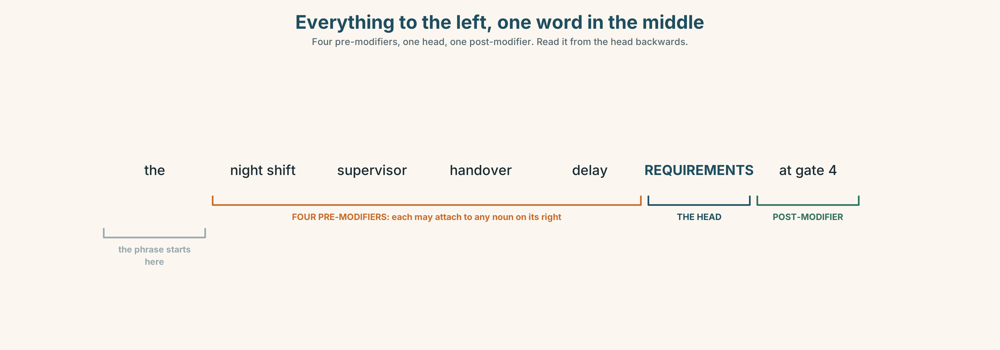 Everything to the left, one word in the middle
Four pre-modifiers, one head, one post-modifier. Read it from the head backwards.
the night shift supervisor handover delay REQUIREMENTS at gate 4
FOUR PRE-MODIFIERS: each may attach to any noun on its right THE HEAD POST-MODIFIER
the phrase starts
here